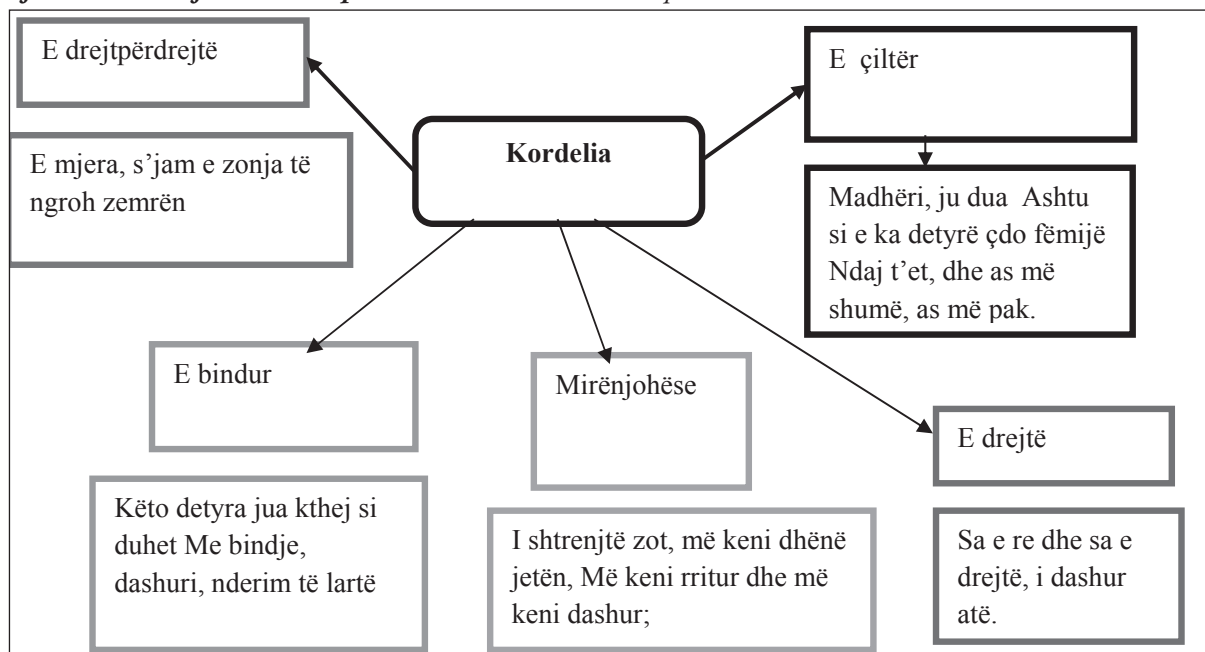 E drejtpërdrejtë
E mjera, s'jam e zonja të
ngroh zemrën
Kordelia
E  çiltër
Madhëri, ju dua  Ashtu
si e ka detyrë çdo fëmijë
Ndaj t'et, dhe as më
shumë, as më pak.
E bindur
Këto detyra jua kthej si
duhet Me bindje,
dashuri, nderim të lartë
Mirënjohëse
I shtrenjtë zot, më keni dhënë
jetën, Më keni rritur dhe më
keni dashur;
E drejtë
Sa e re dhe sa e
drejtë, i dashur
atë.